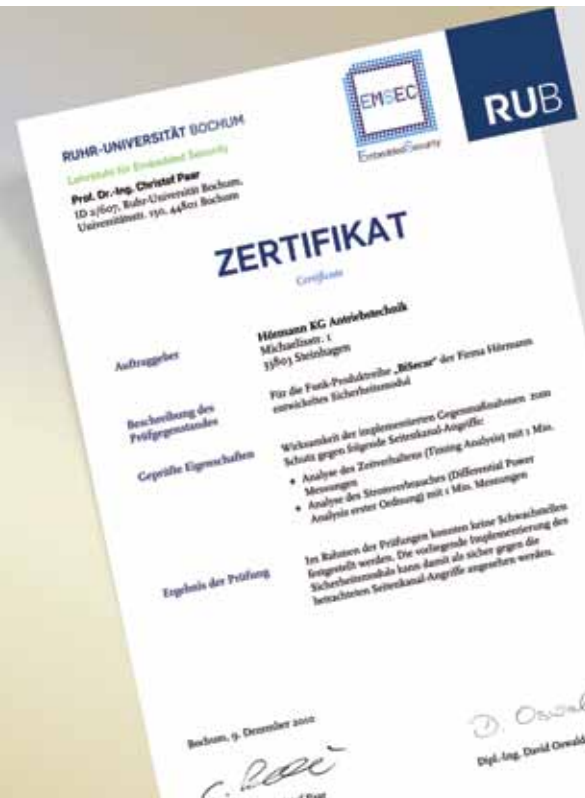 RUHR-UNIVERSITÄT BOCHUM
Lehrstuhl für Embedded Security
Prof. Dr.-Ing. Christof Paar
ID 2/607, Ruhr-Universität Bochum,
Universitätsstr. 150, 44801 Bochum
EMSEC
Embedded Security
RUB
ZERTIFIKAT
Certificate
Auftraggeber
Hörmann KG Antriebstechnik
Michaelisstr. 1
33803 Steinhagen
Beschreibung des
Prüfgegenstandes
Für die Funk-Produktreihe „BiSecur" der Firma Hörmann
entwickeltes Sicherheitsmodul
Geprüfte Eigenschaften
Wirksamkeit der implementierten Gegenmaßnahmen zum
Schutz gegen folgende Seitenkanal-Angriffe:
• Analyse des Zeitverhaltens (Timing Analysis) mit 1 Mio.
Messungen
• Analyse des Stromverbrauches (Differential Power
Analysis erster Ordnung) mit 1 Mio. Messungen
Ergebnis der Prüfung
Im Rahmen der Prüfungen konnten keine Schwachstellen
festgestellt werden. Die vorliegende Implementierung des
Sicherheitsmoduls kann damit als sicher gegen die
betrachteten Seitenkanal-Angriffe angesehen werden.
Bochum, 9. Dezember 2010
D. Oswald
Dipl.-Ing. David Oswald
C. Paar
Paar